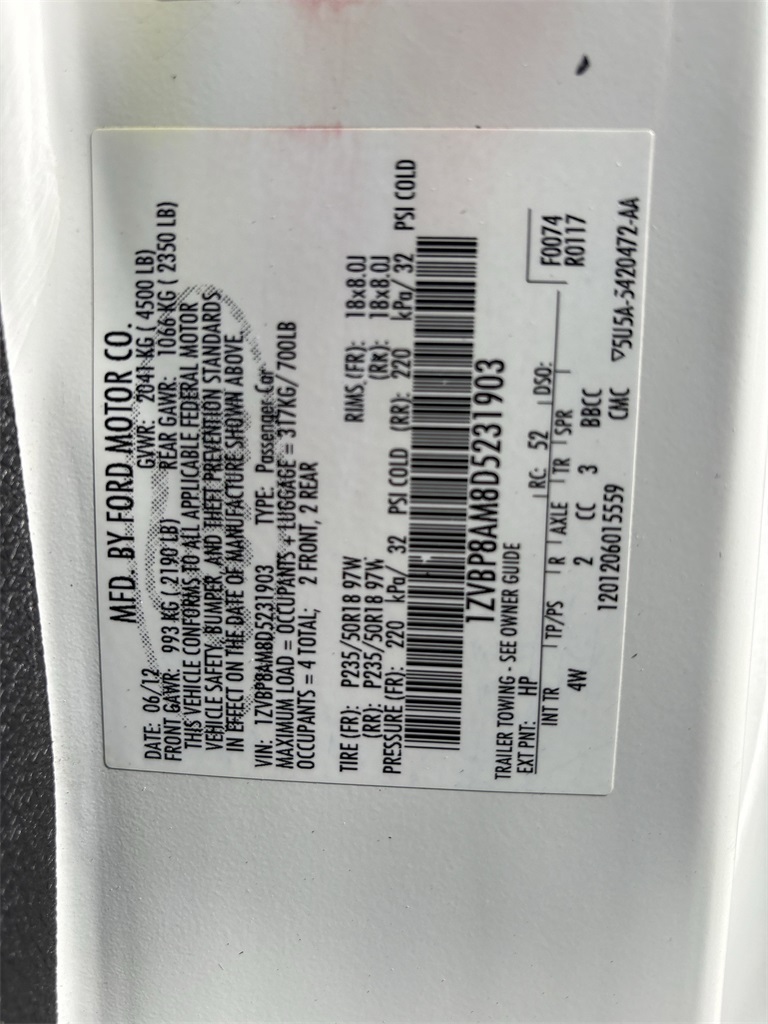 MFD. BY FORD MOTOR CO.
DATE: 06/12 GVWR: 2041 KG ( 4500 LB)
FRONT GAWR: 993 KG ( 2190 LB) REAR GAWR: 1066 KG ( 2350 LB)
THIS VEHICLE CONFORMS TO ALL APPLICABLE FEDERAL MOTOR
VEHICLE SAFETY, BUMPER, AND THEFT PREVENTION STANDARDS
IN EFFECT ON THE DATE OF MANUFACTURE SHOWN ABOVE.
VIN: 1ZVBP8AM8D5231903 TYPE: Passenger Car
MAXIMUM LOAD = OCCUPANTS + LUGGAGE = 317KG/ 700LB
OCCUPANTS = 4 TOTAL; 2 FRONT, 2 REAR
TIRE (FR): P235/50R18 97W RIMS (FR): 18x8.0J
(RR): P235/50R18 97W (RR): 18x8.0J
PRESSURE (FR): 220 kPa/ 32 PSI COLD (RR): 220 kPa/ 32 PSI COLD
1ZVBP8AM8D5231903
TRAILER TOWING - SEE OWNER GUIDE
EXT PNT: HP RC: 52 DSO: F0074
INT TR TP/PS R AXLE TR SPR R0117
4W 2 CC 3 BBCC
1201206015559 CMC ▽5U5A-5420472-AA